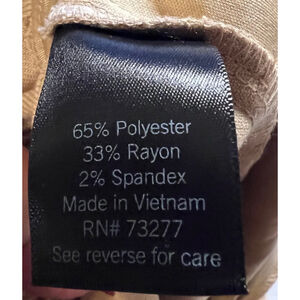 65% Polyester
33% Rayon
2% Spandex
Made in Vietnam
RN# 73277
See reverse for care